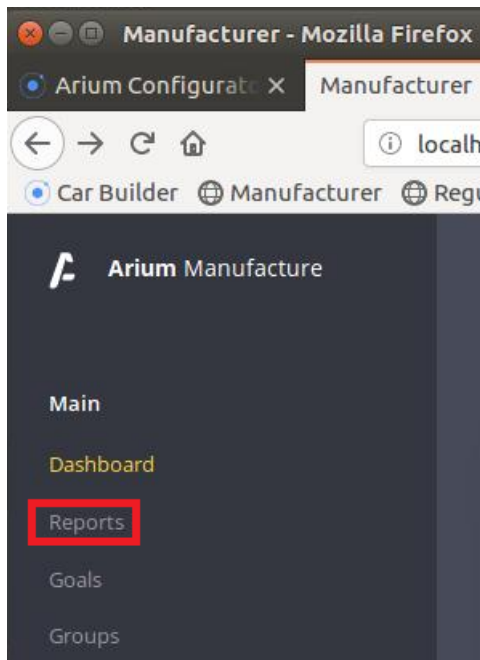 Manufacturer - Mozilla Firefox
Arium Configurat Manufacturer
localh
Car Builder Manufacturer Regu
Arium Manufacture
Main
Dashboard
Reports
Goals
Groups